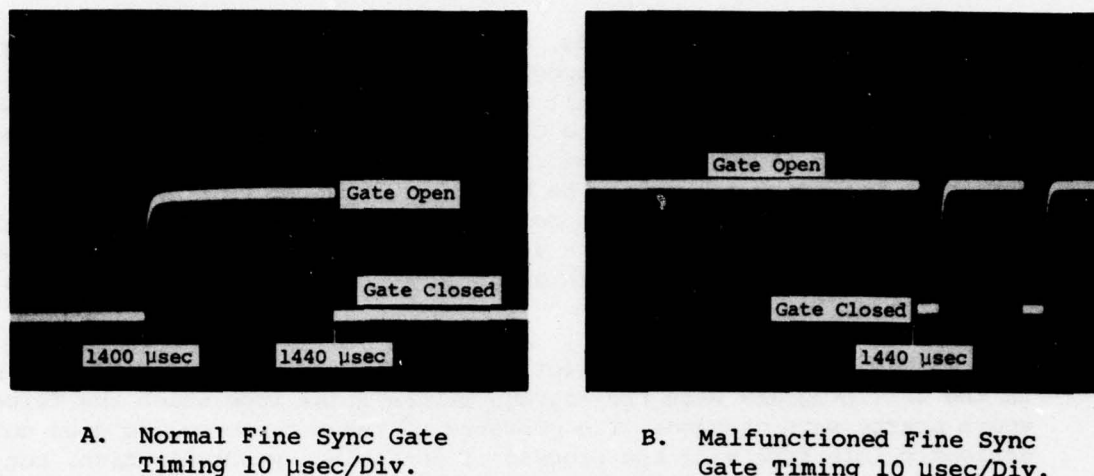 Gate Open
Gate Closed
1400 µsec
1440 µsec
Gate Open
Gate Closed
1440 µsec
A. Normal Fine Sync Gate
Timing 10 µsec/Div.
B. Malfunctioned Fine Sync
Gate Timing 10 µsec/Div.